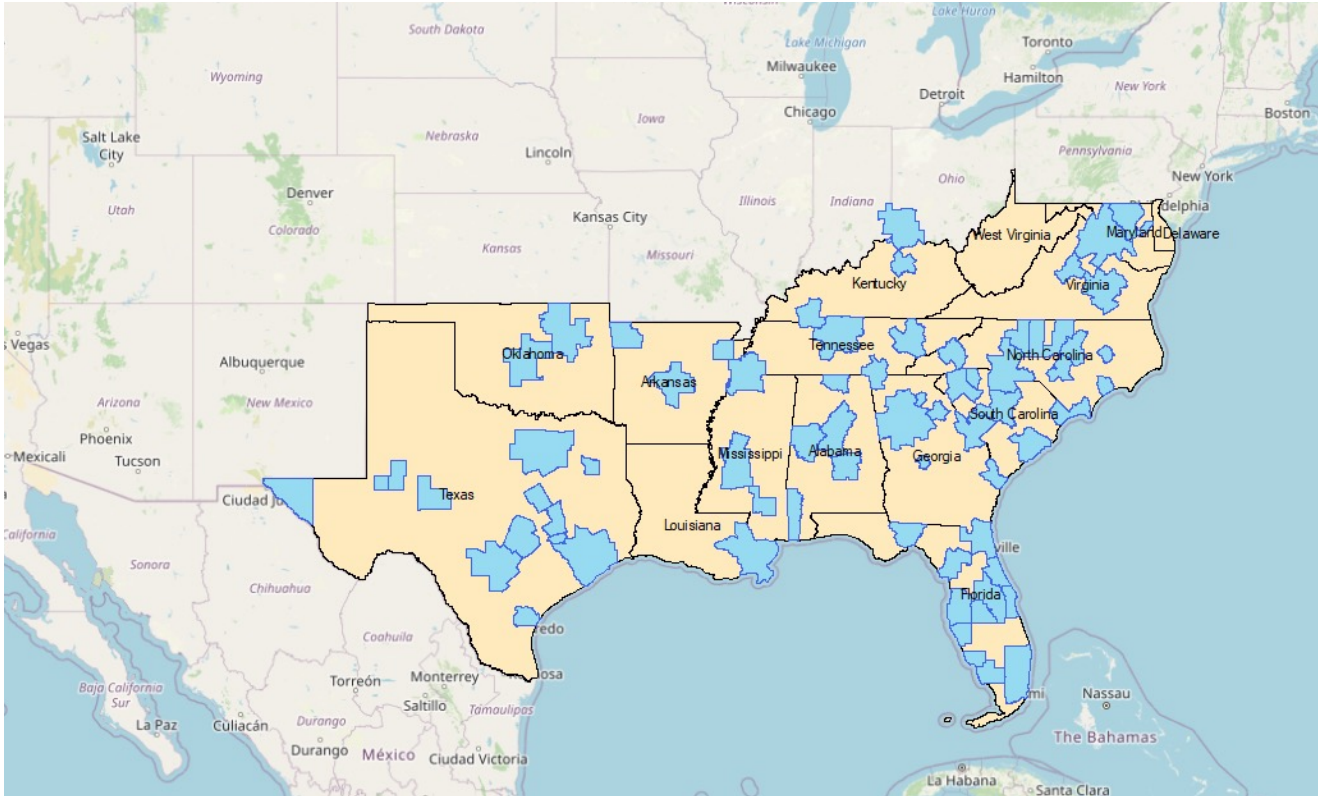 Wisconsin
Lake Huron
South Dakota
Lake Michigan
Toronto
Wyoming
Milwaukee
Hamilton
New York
Detroit
Chicago
Boston
Iowa
Salt Lake
City
Nebraska
Lincoln
Pennsylvania
New York
Ohio
Denver
Illinois
Indiana
Utah
Philadelphia
Kansas City
Colorado
West Virginia
Maryland
Delaware
Kansas
Missouri
Kentucky
Virginia
s Vegas
Tennessee
Oklahoma
North Carolina
Albuquerque
Arkansas
Arizona
New Mexico
South Carolina
Phoenix
Mexicali
Tucson
Mississippi
Alabama
Georgia
Ciudad Ju
Texas
Louisiana
California
ville
Sonora
Chihuahua
Florida
Coahuila
redo
Baja California
Sur
Torreón
Monterrey
osa
Saltillo
mi
Nassau
La Paz
Culiacán
Durango
Tamaulipas
Durango
México
Ciudad Victoria
The Bahamas
La Habana
Santa Clara